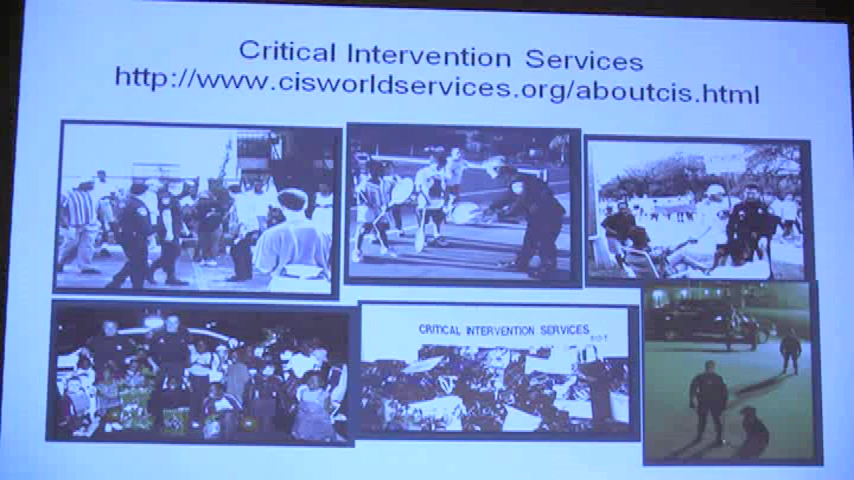 Critical Intervention Services
http://www.cisworldservices.org/aboutcis.html
CRITICAL INTERVENTION SERVICES